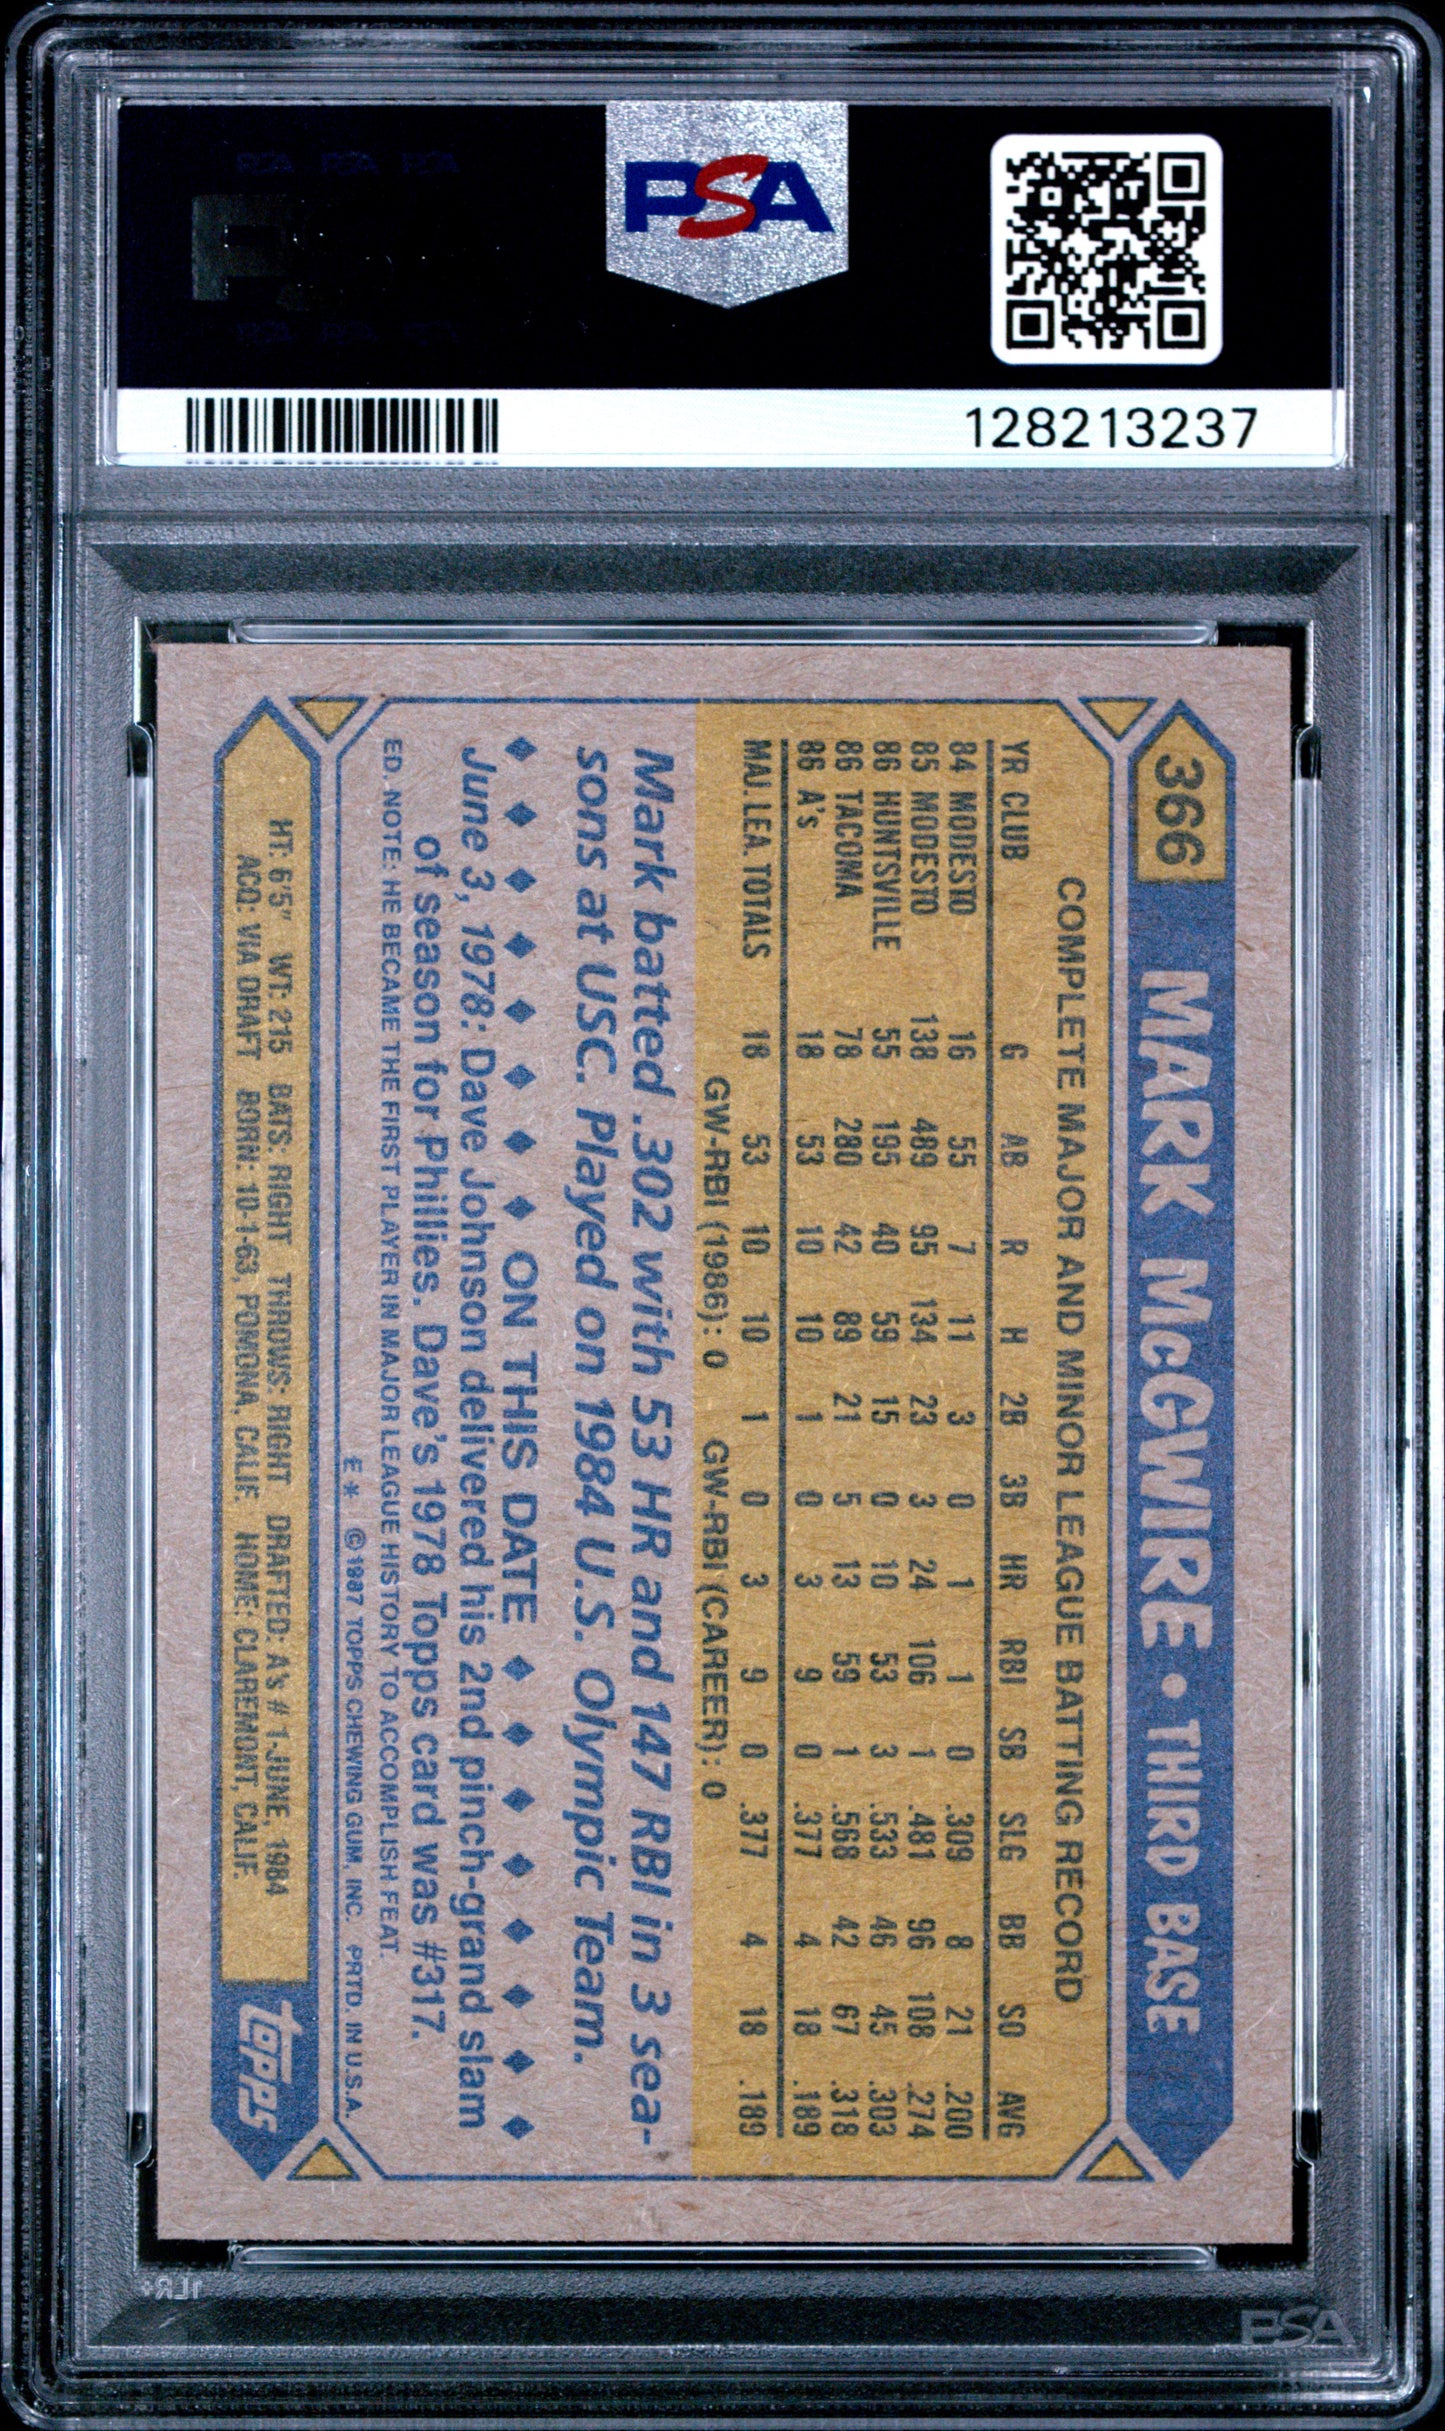 PSA
128213237
366 MARK McGWIRE • THIRD BASE
COMPLETE MAJOR AND MINOR LEAGUE BATTING RECORD
YR CLUB G AB R H 2B 3B HR RBI SB SLG BB SO AVG
84 MODESTO 16 55 7 11 3 0 1 1 0 .309 8 21 .200
85 MODESTO 138 489 95 134 23 3 24 106 1 .481 96 108 .274
86 HUNTSVILLE 55 195 40 59 15 0 10 53 3 .533 46 45 .303
86 TACOMA 78 280 42 89 21 5 13 59 1 .568 42 67 .318
86 A's 18 53 10 10 1 0 3 9 0 .377 4 18 .189
MAJ. LEA. TOTALS 18 53 10 10 1 0 3 9 0 .377 4 18 .189
GW-RBI (1986): 0 GW-RBI (CAREER): 0
Mark batted .302 with 53 HR and 147 RBI in 3 sea-
sons at USC. Played on 1984 U.S. Olympic Team.
ON THIS DATE
June 3, 1978: Dave Johnson delivered his 2nd pinch-grand slam
of season for Phillies. Dave's 1978 Topps card was #317.
ED. NOTE: HE BECAME THE FIRST PLAYER IN MAJOR LEAGUE HISTORY TO ACCOMPLISH FEAT.
E* © 1987 TOPPS CHEWING GUM, INC. PRTD. IN U.S.A.
HT: 6'5" WT: 215 BATS: RIGHT THROWS: RIGHT DRAFTED: A's # 1-JUNE, 1984
ACQ: VIA DRAFT BORN: 10-1-63, POMONA, CALIF. HOME: CLAREMONT, CALIF.
topps
PSA